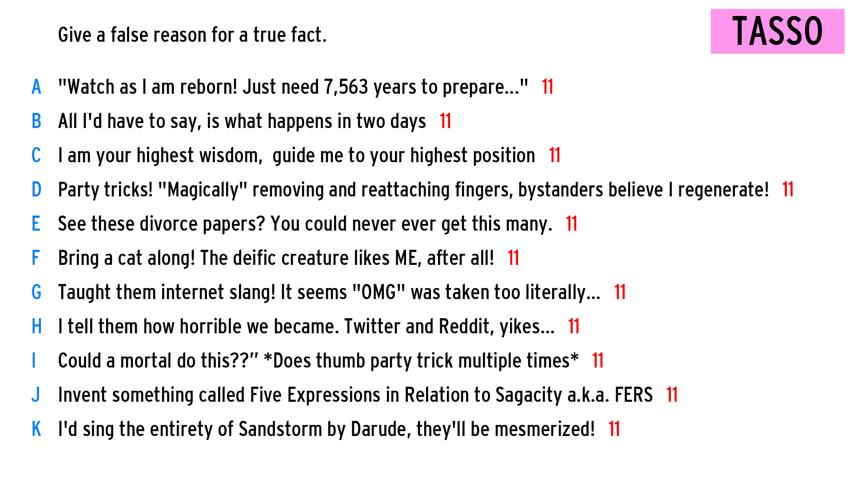 Give a false reason for a true fact.
TASSO
A "Watch as I am reborn! Just need 7,563 years to prepare..." 11
B All I'd have to say, is what happens in two days 11
C I am your highest wisdom,  guide me to your highest position 11
D Party tricks! "Magically" removing and reattaching fingers, bystanders believe I regenerate! 11
E See these divorce papers? You could never ever get this many. 11
F Bring a cat along! The deific creature likes ME, after all! 11
G Taught them internet slang! It seems "OMG" was taken too literally... 11
H I tell them how horrible we became. Twitter and Reddit, yikes... 11
I Could a mortal do this??” *Does thumb party trick multiple times* 11
J Invent something called Five Expressions in Relation to Sagacity a.k.a. FERS 11
K I'd sing the entirety of Sandstorm by Darude, they'll be mesmerized! 11